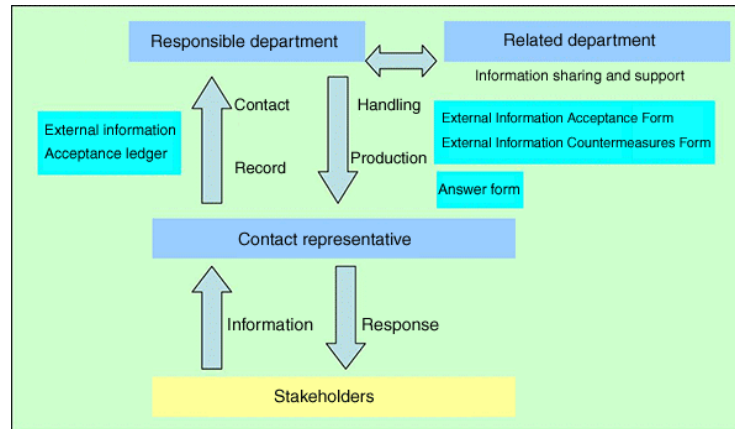 Responsible department
Related department
Information sharing and support
Contact
Handling
External information
Acceptance ledger
External Information Acceptance Form
External Information Countermeasures Form
Record
Production
Answer form
Contact representative
Information
Response
Stakeholders